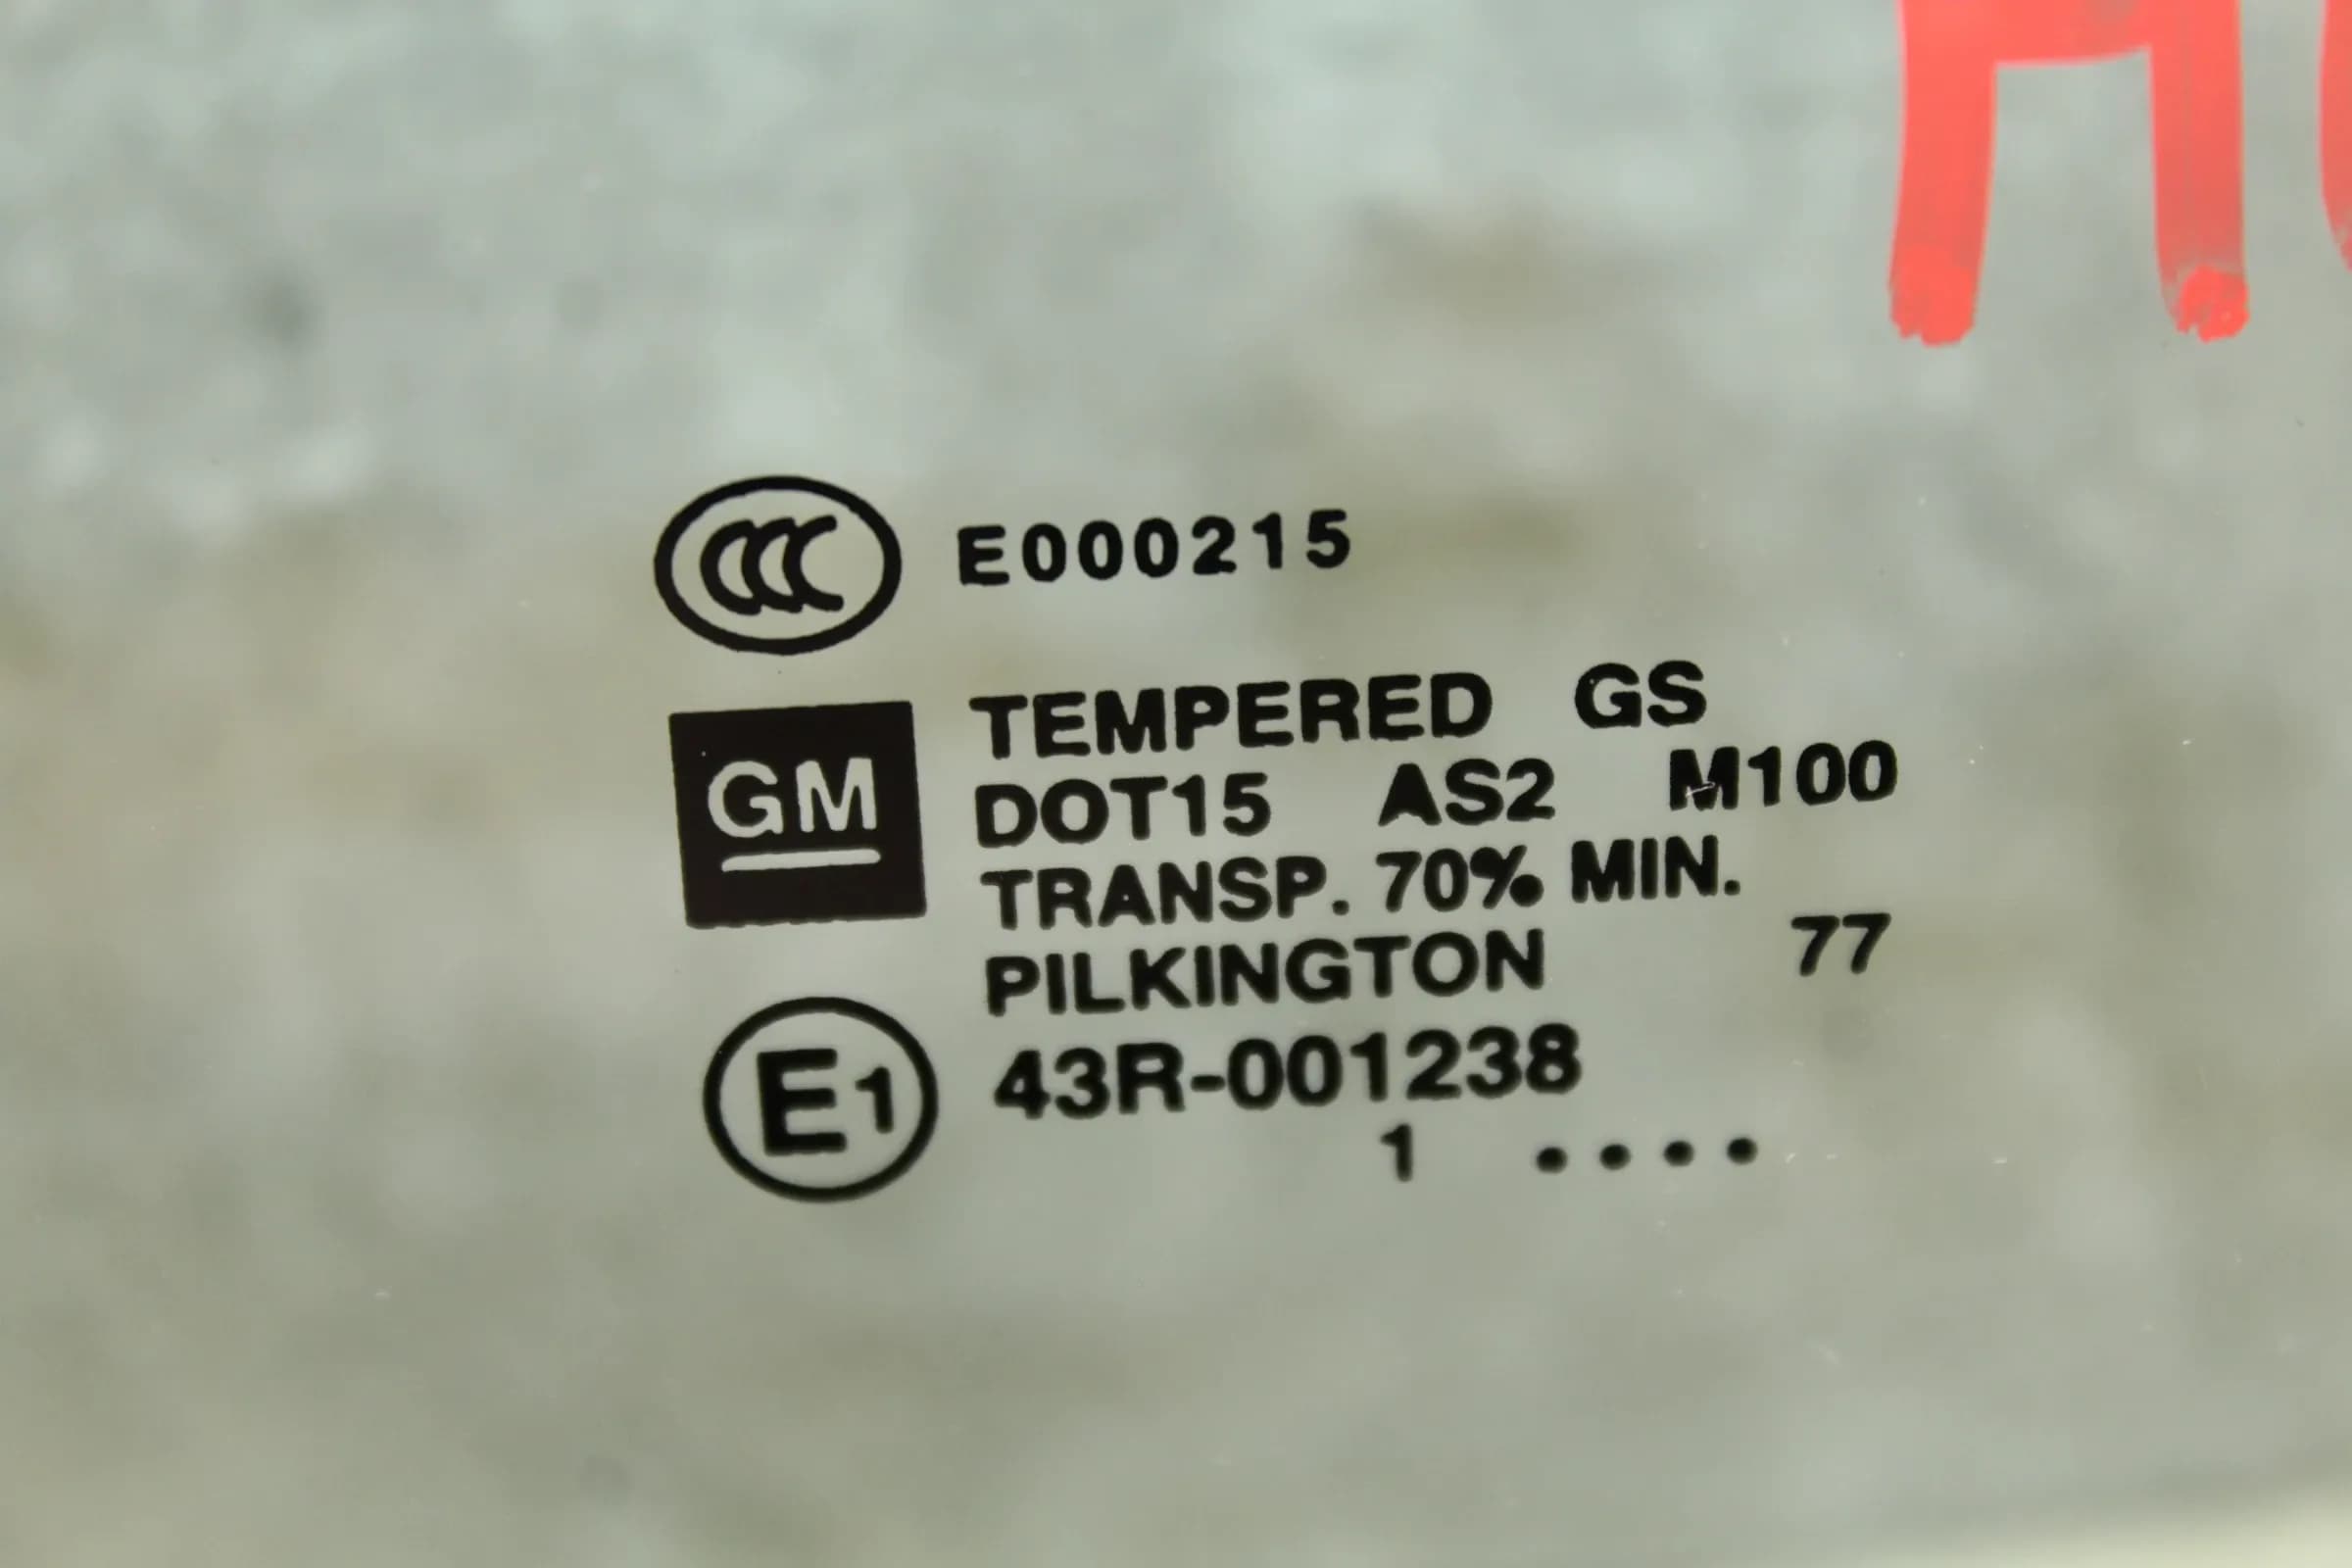 CCC E000215
GM
TEMPERED GS
DOT15 AS2 M100
TRANSP. 70% MIN.
PILKINGTON 77
E1 43R-001238
1 ....